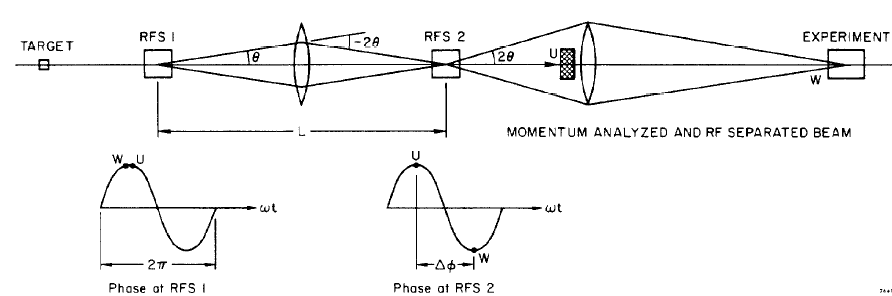 TARGET
RFS 1
θ
-2θ
RFS 2
2θ
U
EXPERIMENT
W
L
MOMENTUM ANALYZED AND RF SEPARATED BEAM
W U
ωt
2π
Phase at RFS 1
U
ωt
W
Δϕ
Phase at RFS 2